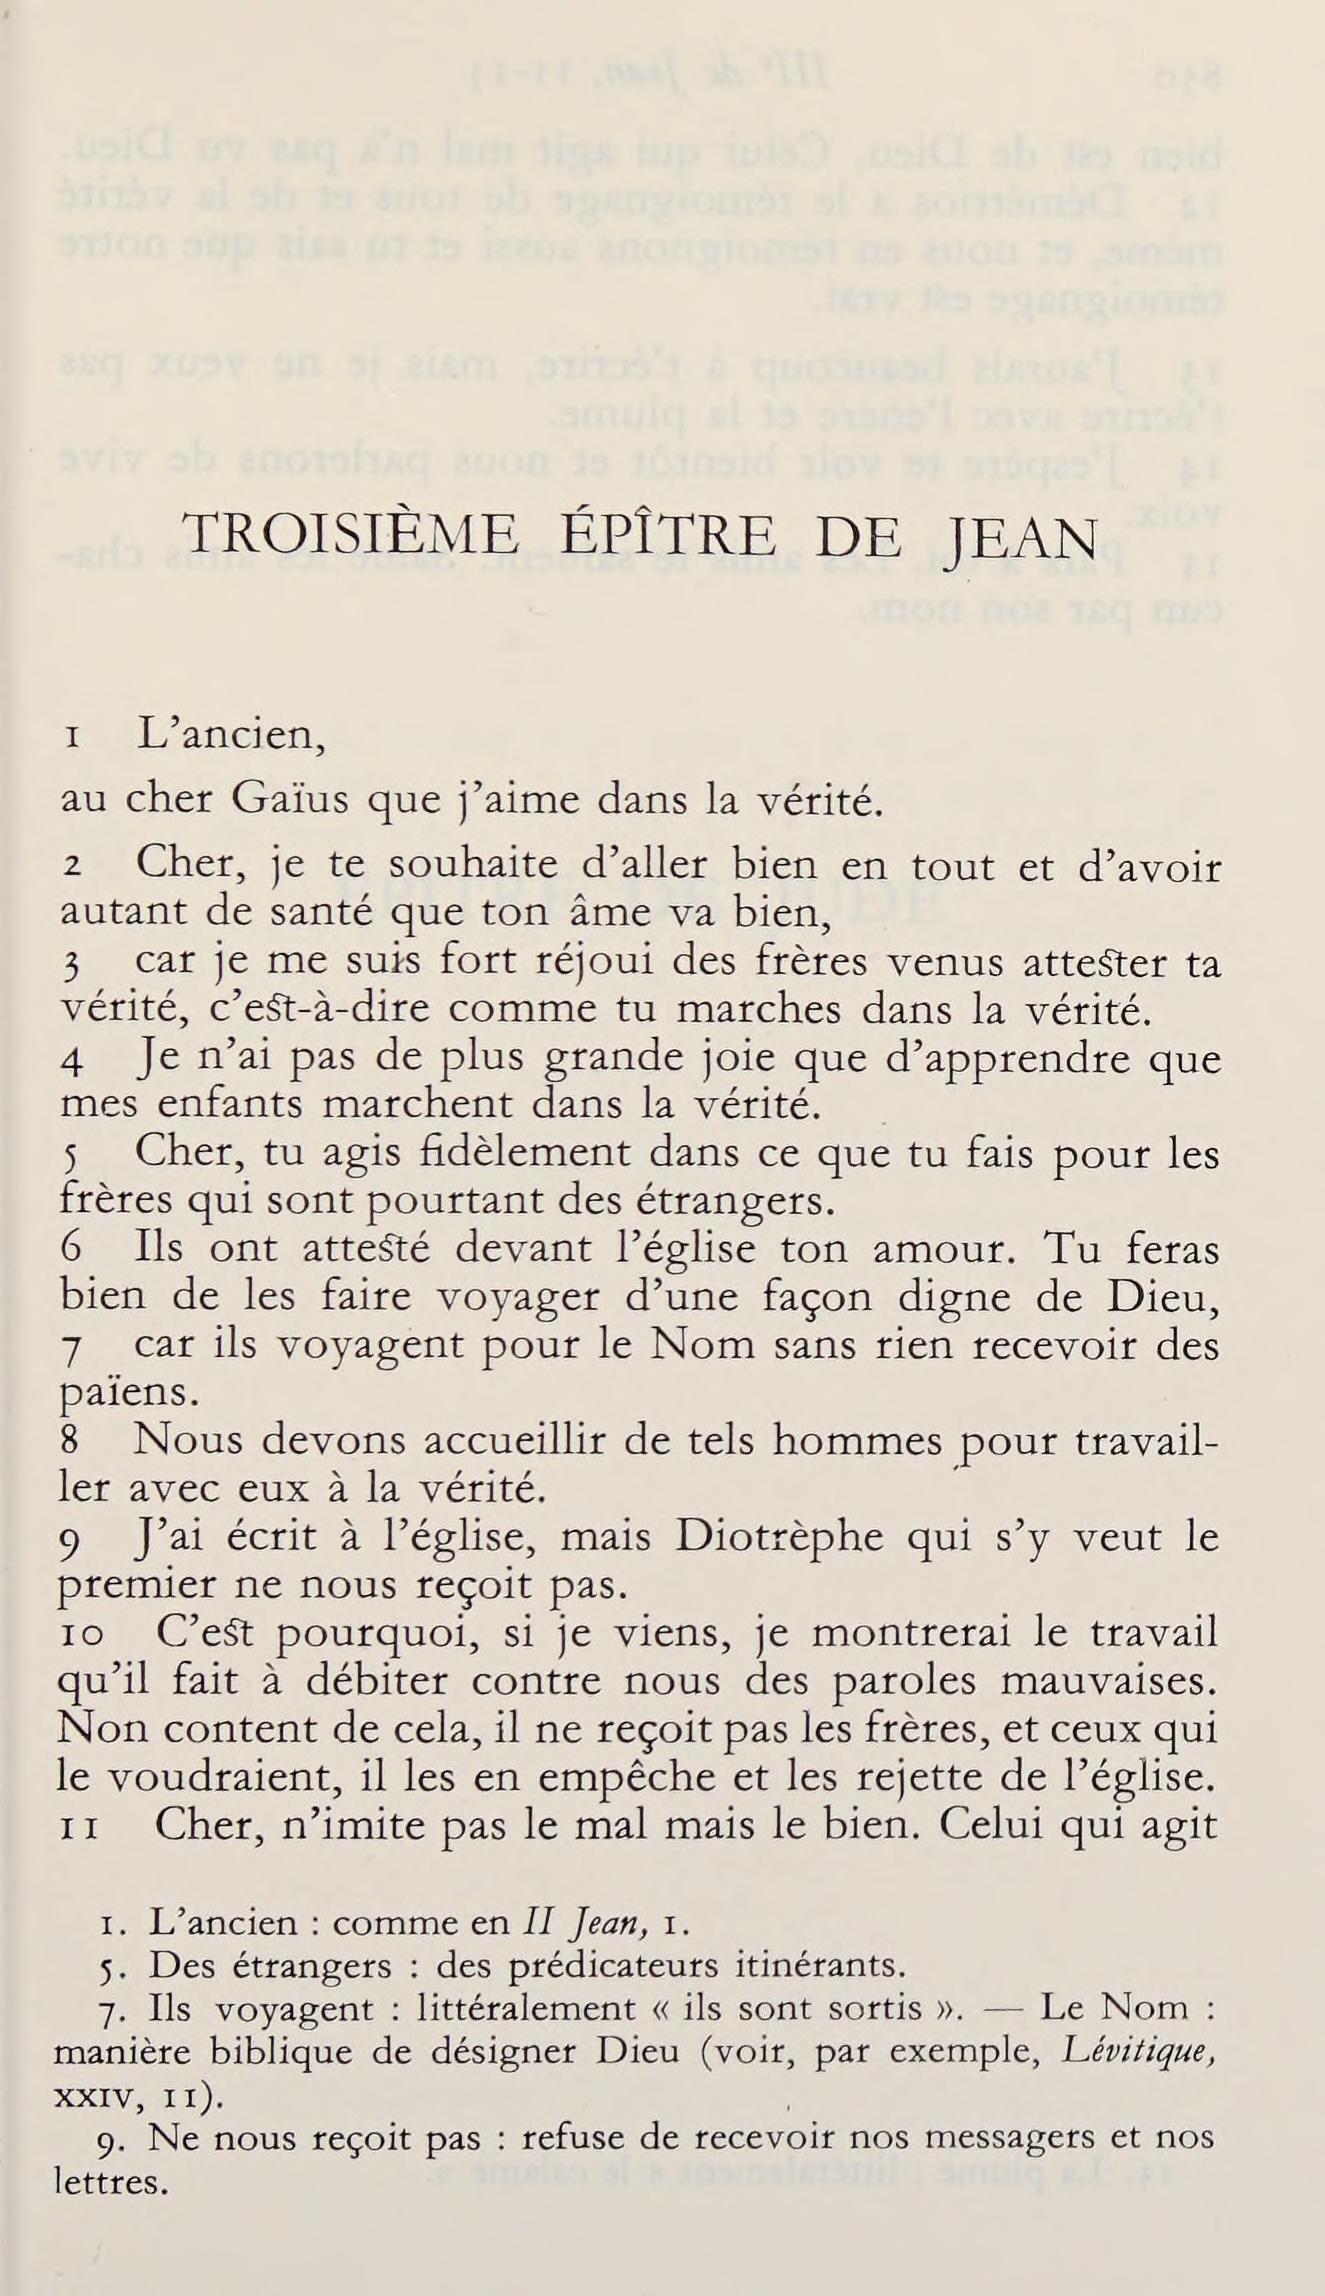 TROISIÈME ÉPÎTRE DE JEAN
1 L’ancien,
au cher Gaïus que j’aime dans la vérité.
2 Cher, je te souhaite d’aller bien en tout et d’avoir
autant de santé que ton âme va bien,
3 car je me suis fort réjoui des frères venus attester ta
vérité, c’est-à-dire comme tu marches dans la vérité.
4 Je n’ai pas de plus grande joie que d’apprendre que
mes enfants marchent dans la vérité.
5 Cher, tu agis fidèlement dans ce que tu fais pour les
frères qui sont pourtant des étrangers.
6 Ils ont attesté devant l’église ton amour. Tu feras
bien de les faire voyager d’une façon digne de Dieu,
7 car ils voyagent pour le Nom sans rien recevoir des
païens.
8 Nous devons accueillir de tels hommes pour travail-
ler avec eux à la vérité.
9 J’ai écrit à l’église, mais Diotrèphe qui s’y veut le
premier ne nous reçoit pas.
10 C’est pourquoi, si je viens, je montrerai le travail
qu’il fait à débiter contre nous des paroles mauvaises.
Non content de cela, il ne reçoit pas les frères, et ceux qui
le voudraient, il les en empêche et les rejette de l’église.
11 Cher, n’imite pas le mal mais le bien. Celui qui agit
1. L’ancien : comme en II Jean, 1.
5. Des étrangers : des prédicateurs itinérants.
7. Ils voyagent : littéralement « ils sont sortis ». — Le Nom :
manière biblique de désigner Dieu (voir, par exemple, Lévitique,
XXIV, 11).
9. Ne nous reçoit pas : refuse de recevoir nos messagers et nos
lettres.